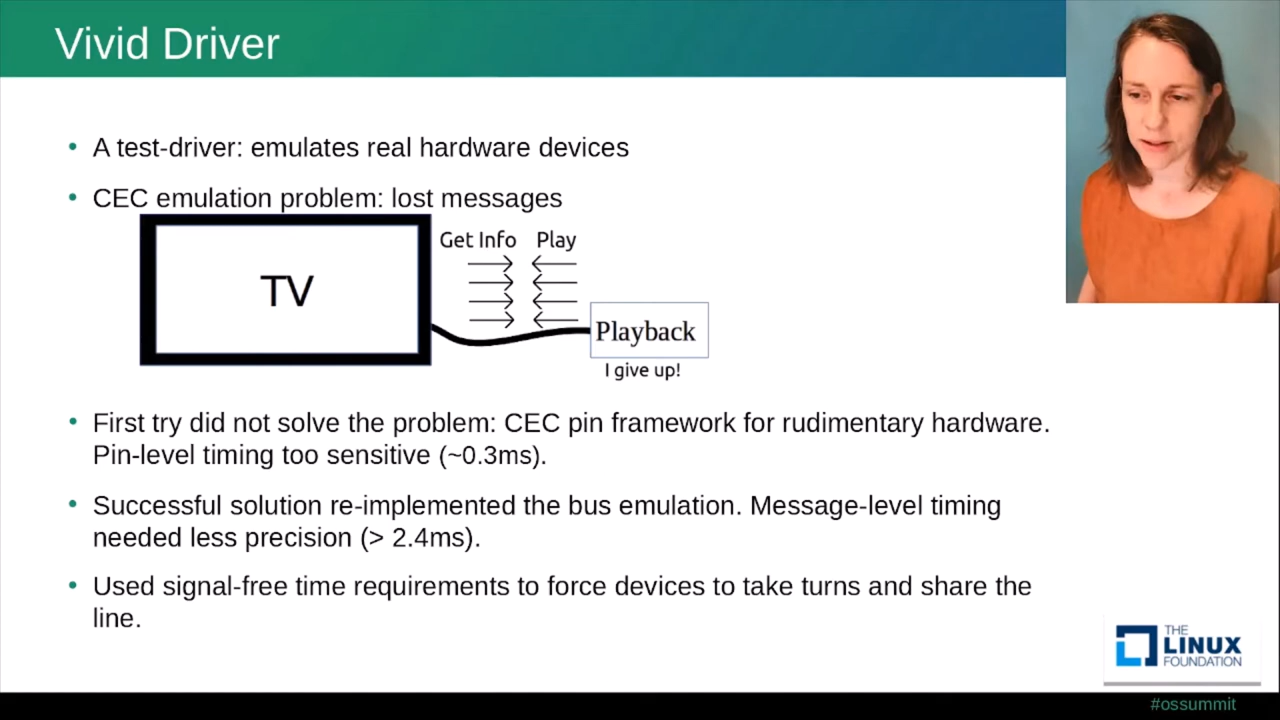 Vivid Driver
• A test-driver: emulates real hardware devices
• CEC emulation problem: lost messages
Get Info Play
TV
Playback
I give up!
• First try did not solve the problem: CEC pin framework for rudimentary hardware.
Pin-level timing too sensitive (~0.3ms).
• Successful solution re-implemented the bus emulation. Message-level timing
needed less precision (> 2.4ms).
• Used signal-free time requirements to force devices to take turns and share the
line.
THE
LINUX
FOUNDATION
#ossummit